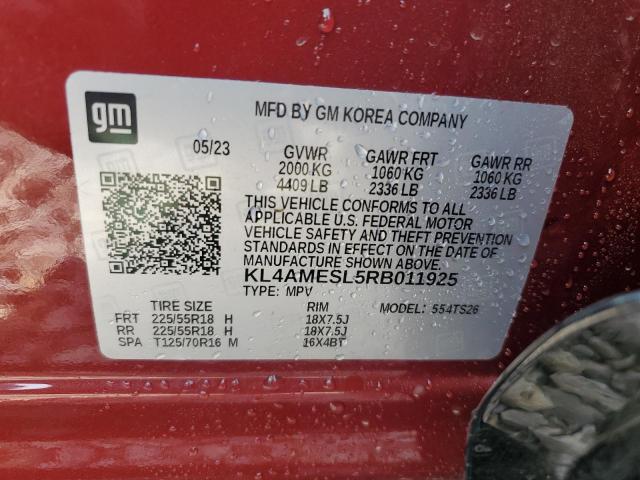 gm
MFD BY GM KOREA COMPANY
05/23 GVWR GAWR FRT GAWR RR
2000 KG 1060 KG 1060 KG
4409 LB 2336 LB 2336 LB
THIS VEHICLE CONFORMS TO ALL
APPLICABLE U.S. FEDERAL MOTOR
VEHICLE SAFETY AND THEFT PREVENTION
STANDARDS IN EFFECT ON THE DATE OF
MANUFACTURE SHOWN ABOVE.
KL4AMESL5RB011925
TYPE: MPV MODEL: 554TS26
TIRE SIZE RIM
FRT 225/55R18 H 18X7.5J
RR 225/55R18 H 18X7.5J
SPA T125/70R16 M 16X4BT